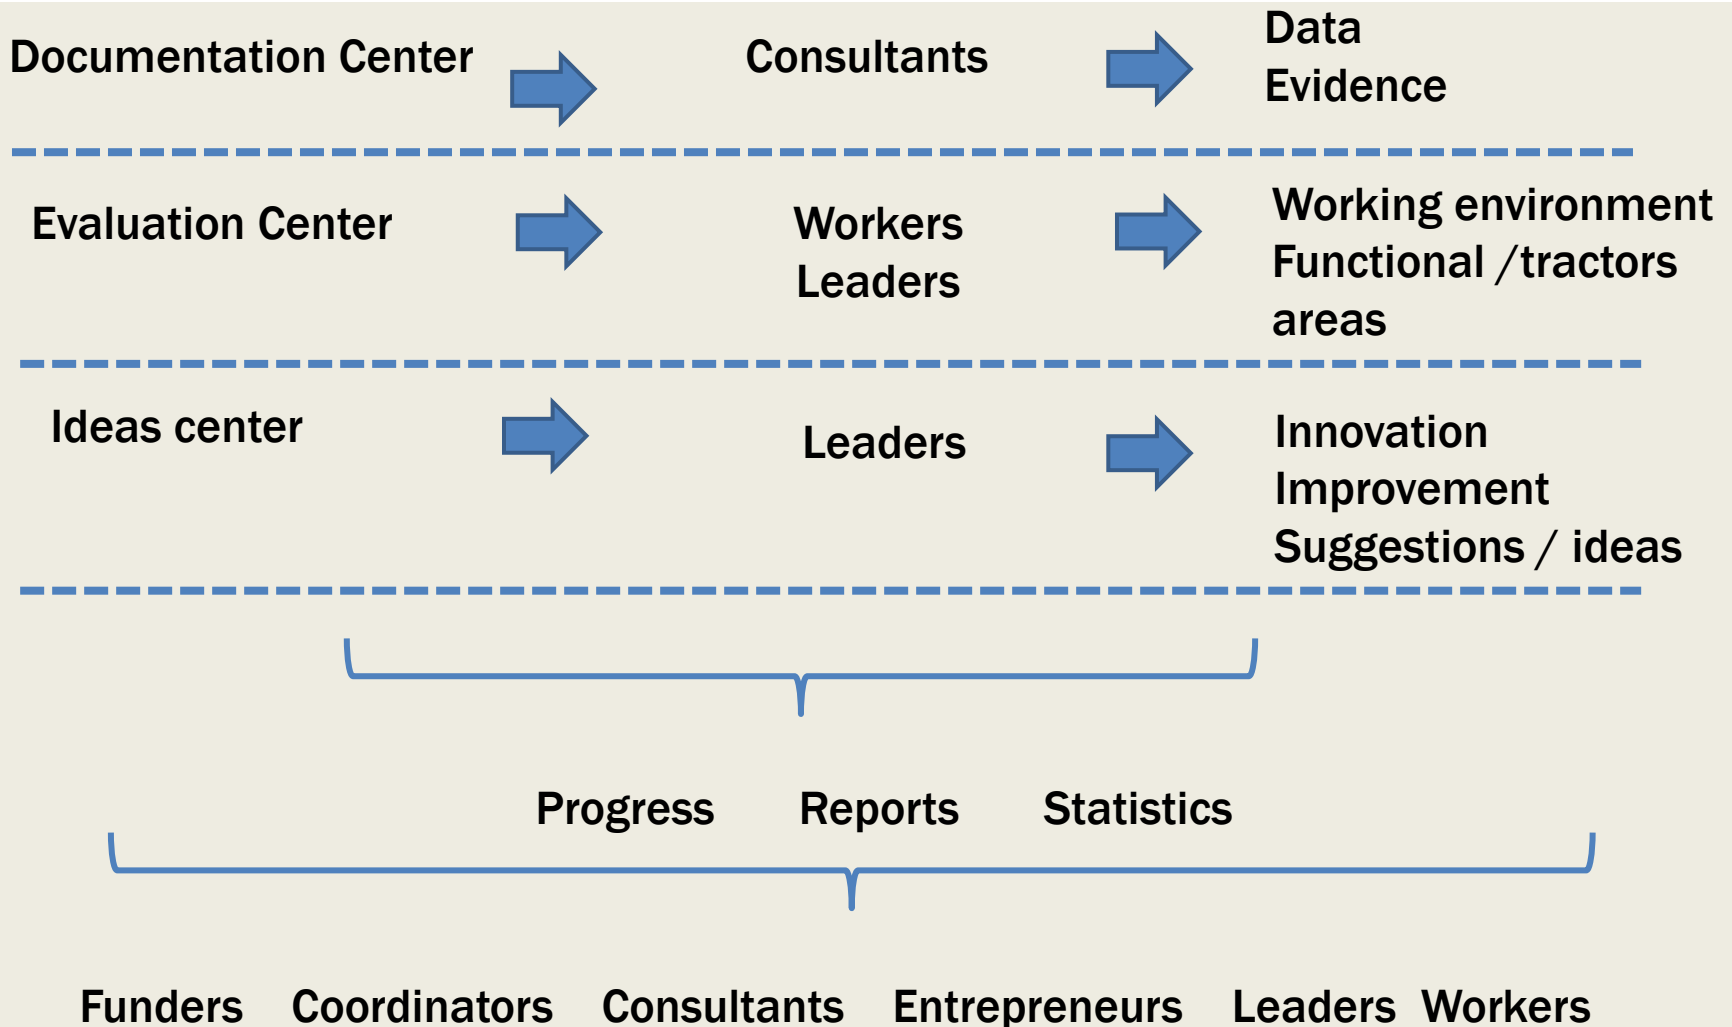 Documentation Center Consultants Data
Evidence
Evaluation Center Workers Working environment
Leaders Functional /tractors
areas
Ideas center Leaders Innovation
Improvement
Suggestions / ideas
Progress Reports Statistics
Funders Coordinators Consultants Entrepreneurs Leaders Workers